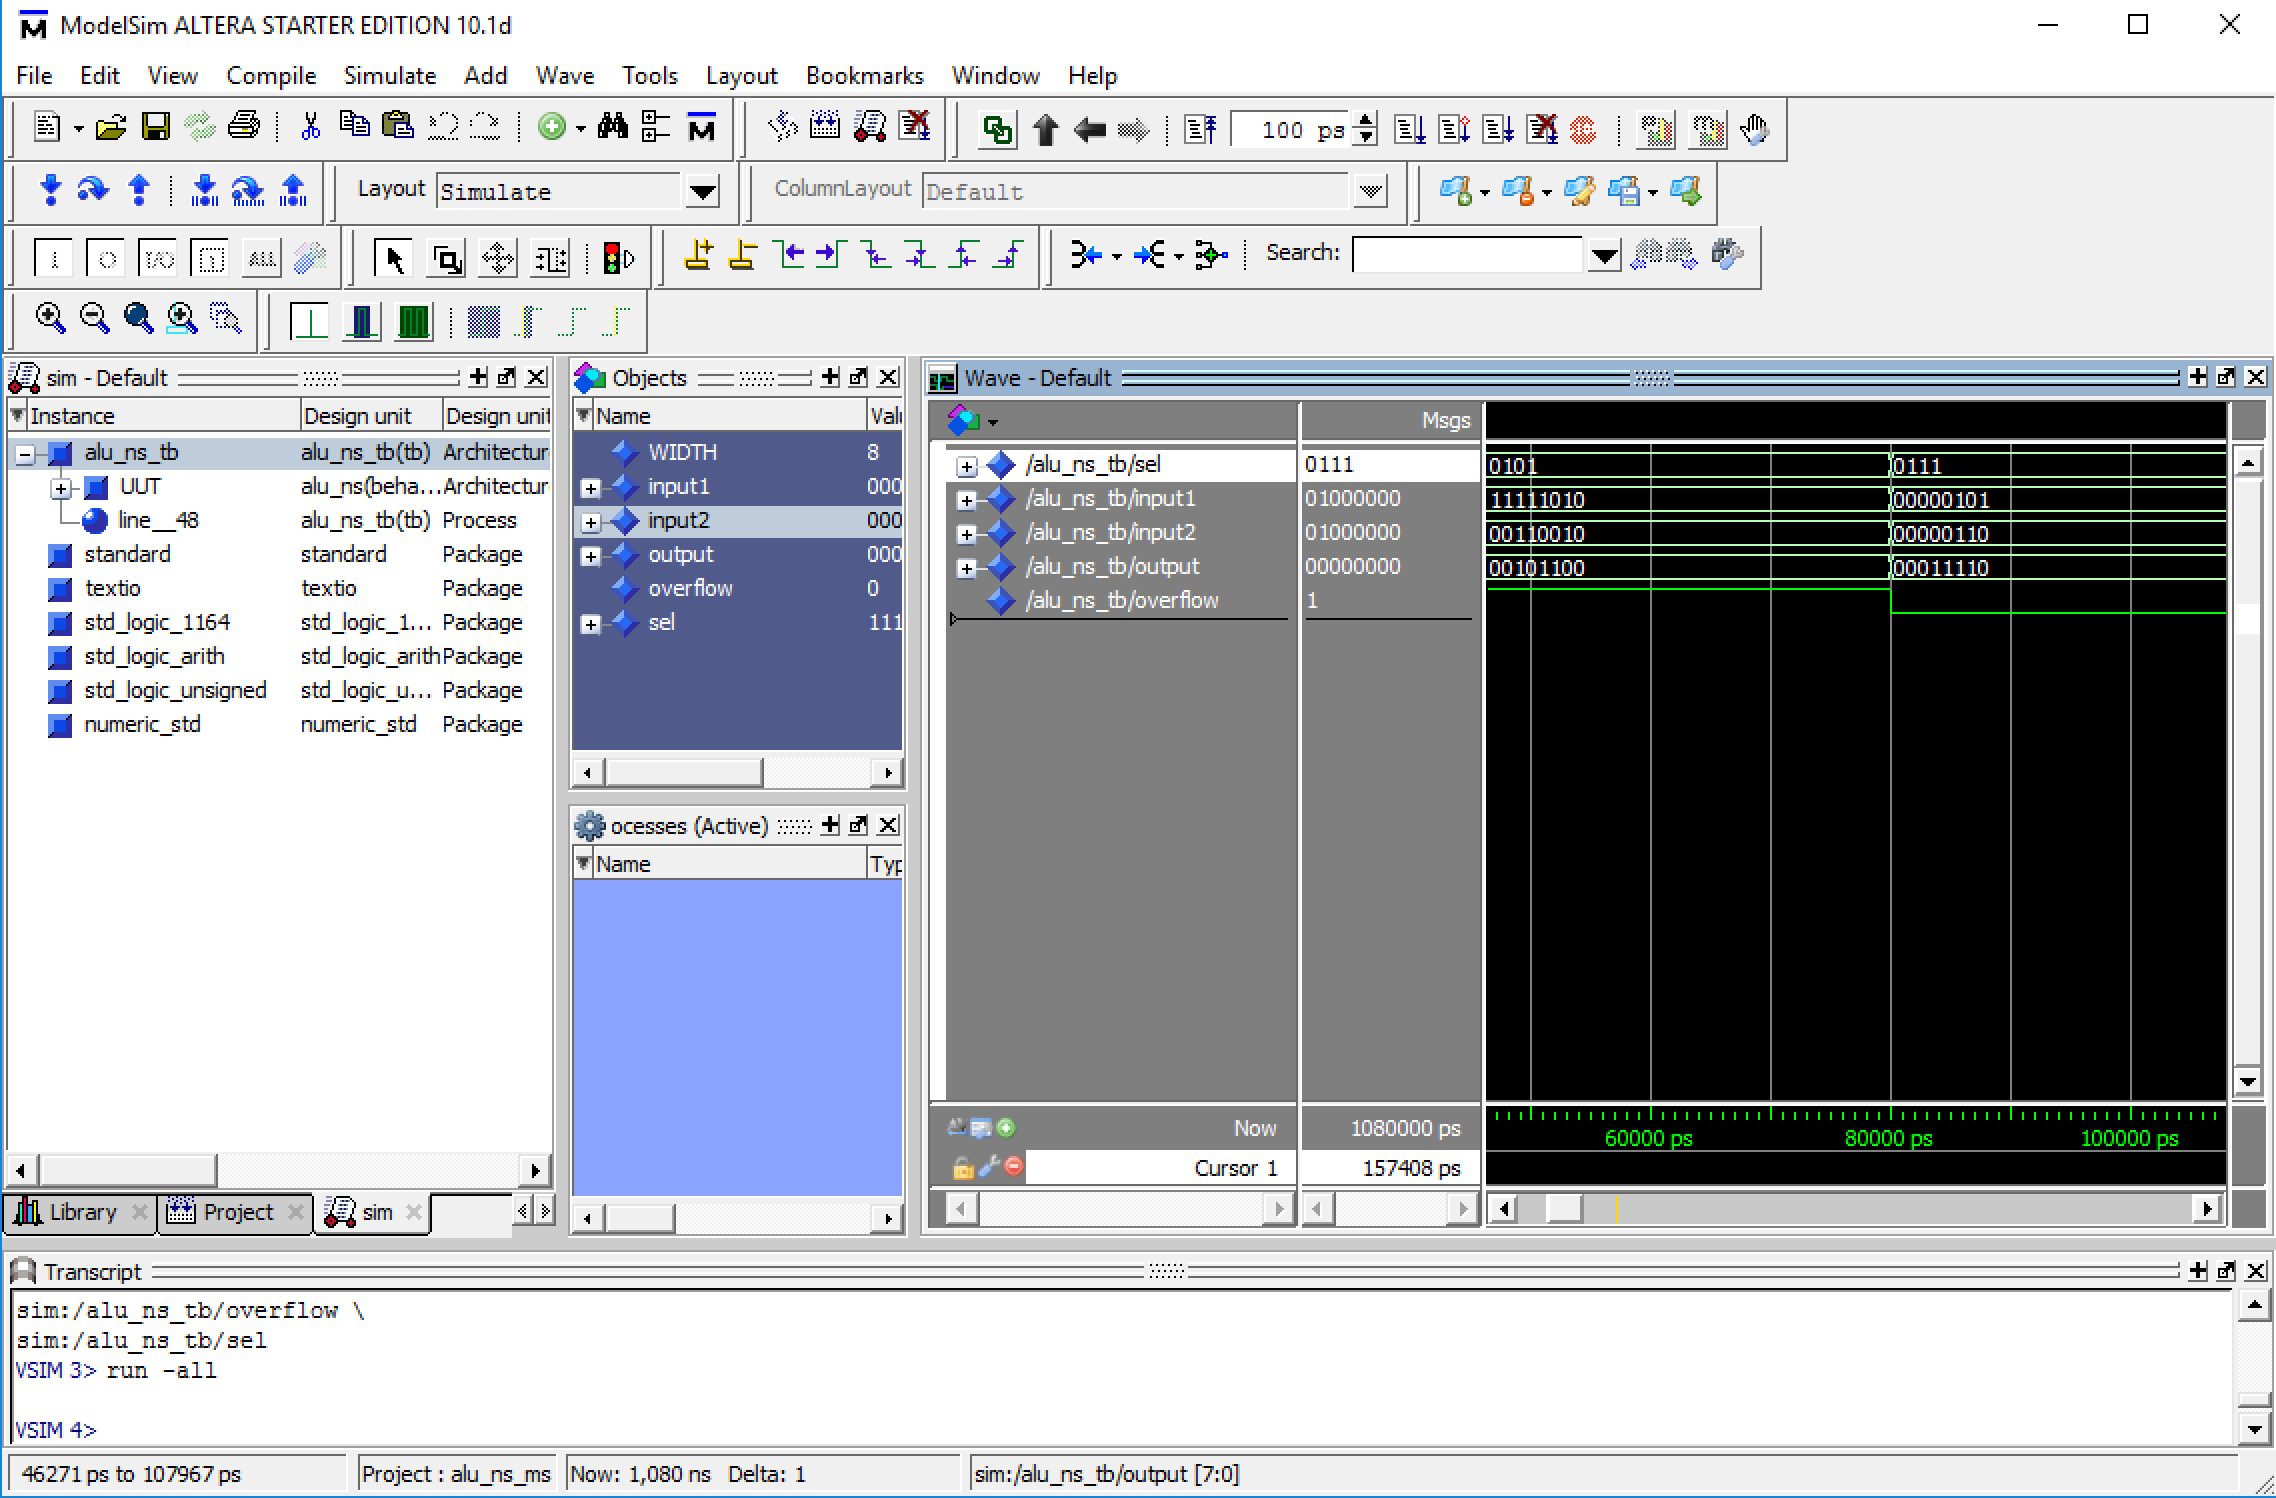 ModelSim ALTERA STARTER EDITION 10.1d
File Edit View Compile Simulate Add Wave Tools Layout Bookmarks Window Help
100 ps
Layout Simulate ColumnLayout Default
I O I/O ALL Search:
sim - Default
Instance Design unit Design unit
alu_ns_tb alu_ns_tb(tb) Architectur
UUT alu_ns(beha... Architectur
line__48 alu_ns_tb(tb) Process
standard standard Package
textio textio Package
std_logic_1164 std_logic_1... Package
std_logic_arith std_logic_arith Package
std_logic_unsigned std_logic_u... Package
numeric_std numeric_std Package
Library Project sim
Objects
Name Valu
WIDTH 8
input1 000
input2 000
output 000
overflow 0
sel 111
ocesses (Active)
Name Typ
Wave - Default
Msgs
/alu_ns_tb/sel 0111 0101 0111
/alu_ns_tb/input1 01000000 11111010 00000101
/alu_ns_tb/input2 01000000 00110010 00000110
/alu_ns_tb/output 00000000 00101100 00011110
/alu_ns_tb/overflow 1
Now 1080000 ps 60000 ps 80000 ps 100000 ps
Cursor 1 157408 ps
Transcript
sim:/alu_ns_tb/overflow \
sim:/alu_ns_tb/sel
VSIM 3> run -all
VSIM 4>
46271 ps to 107967 ps Project : alu_ns_ms Now: 1,080 ns Delta: 1 sim:/alu_ns_tb/output [7:0]